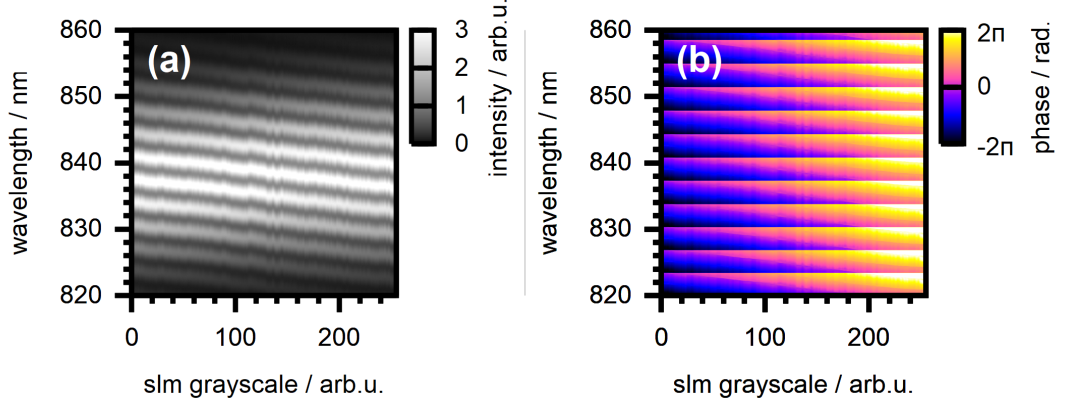 (a)
wavelength / nm
860
850
840
830
820
0
100
200
slm grayscale / arb.u.
3
2
1
0
intensity / arb.u.
(b)
wavelength / nm
860
850
840
830
820
0
100
200
slm grayscale / arb.u.
2π
0
-2π
phase / rad.